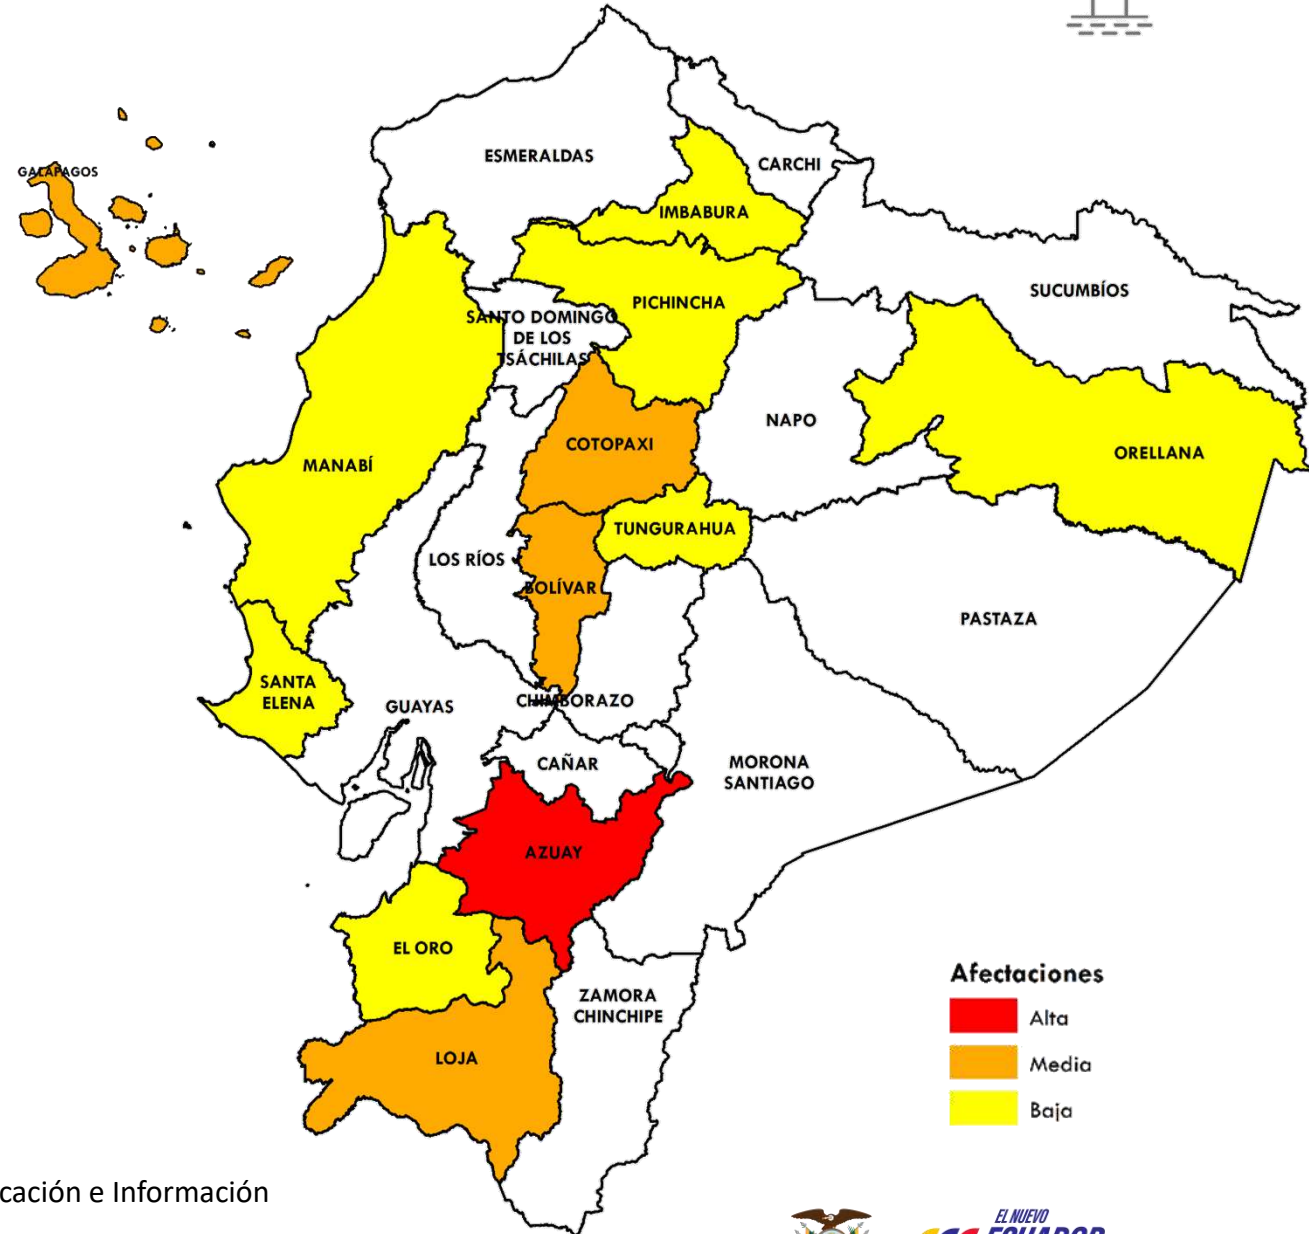 ESMERALDAS
CARCHI
GALÁPAGOS
IMBABURA
SUCUMBÍOS
PICHINCHA
SANTO DOMINGO
DE LOS
TSÁCHILAS
NAPO
COTOPAXI
ORELLANA
MANABÍ
TUNGURAHUA
LOS RÍOS
BOLÍVAR
PASTAZA
SANTA
ELENA
CHIMBORAZO
GUAYAS
CAÑAR
MORONA
SANTIAGO
AZUAY
EL ORO
ZAMORA
CHINCHIPE
LOJA
Afectaciones
Alta
Media
Baja
cación e Información
EL NUEVO
ECUADOR